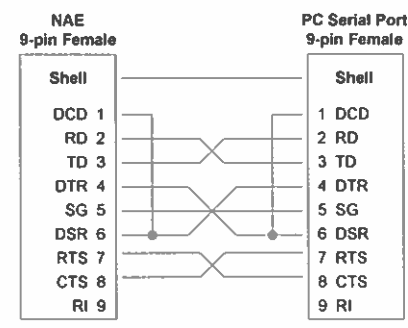 NAE
9-pin Female
PC Serial Port
9-pin Female
Shell
Shell
DCD 1
1 DCD
RD 2
2 RD
TD 3
3 TD
DTR 4
4 DTR
SG 5
5 SG
DSR 6
6 DSR
RTS 7
7 RTS
CTS 8
8 CTS
RI 9
9 RI